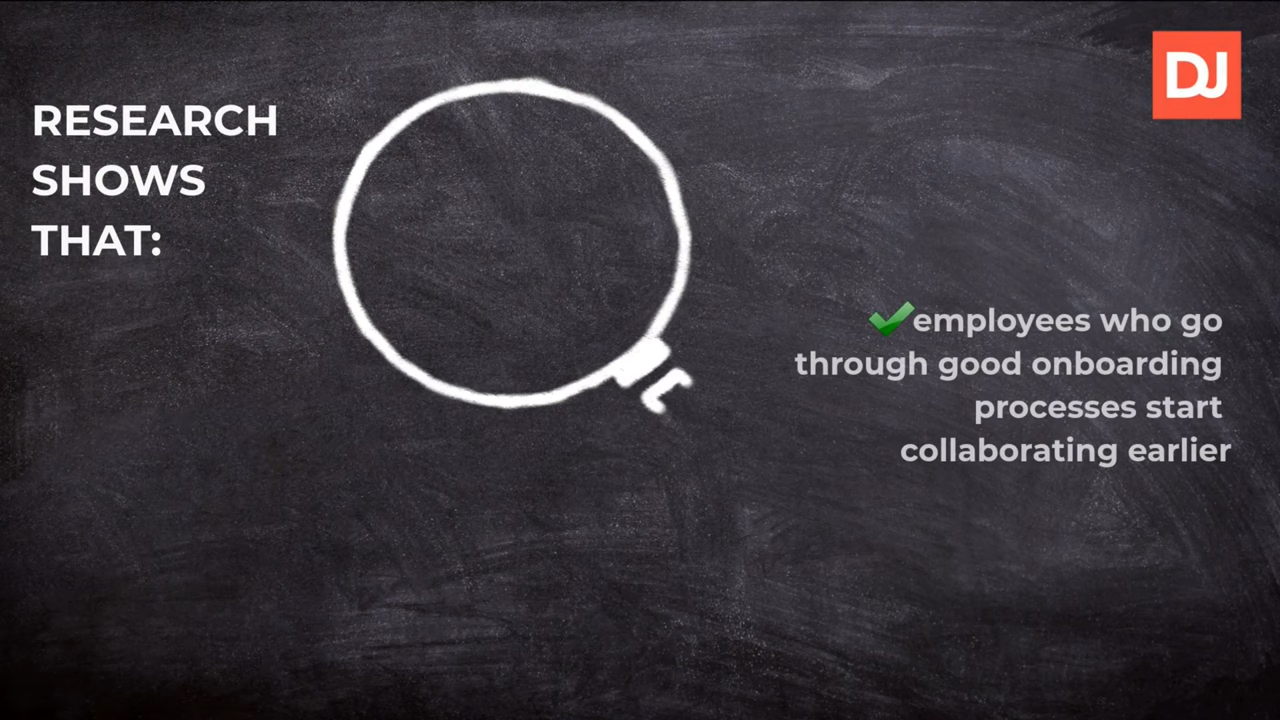 DJ
RESEARCH
SHOWS
THAT:
employees who go
through good onboarding
processes start
collaborating earlier